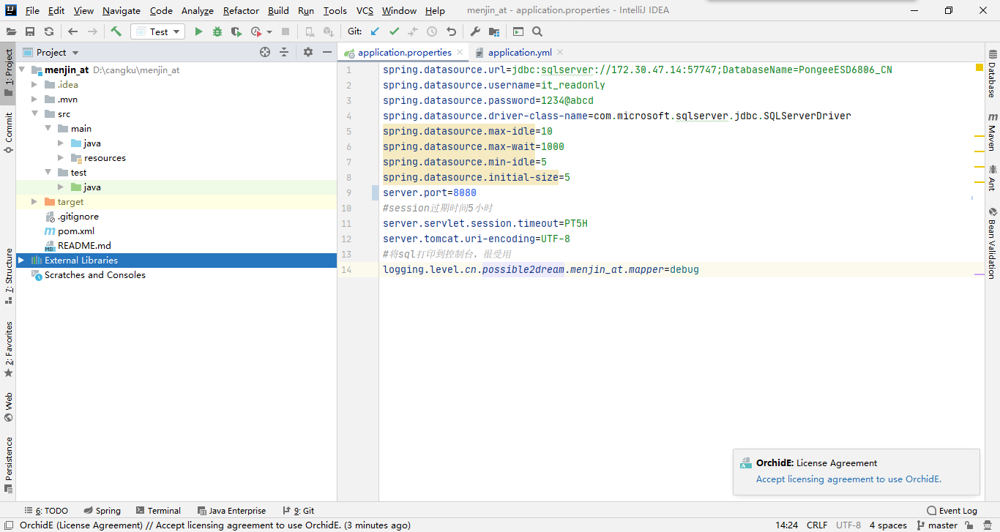 File Edit View Navigate Code Analyze Refactor Build Run Tools VCS Window Help menjin_at - application.properties - IntelliJ IDEA
Test Git:
Project
application.properties
application.yml
1: Project
Commit
7: Structure
2: Favorites
Web
Persistence
menjin_at D:\cangku\menjin_at
.idea
.mvn
src
main
java
resources
test
java
target
.gitignore
pom.xml
README.md
External Libraries
Scratches and Consoles
1 spring.datasource.url=jdbc:sqlserver://172.30.47.14:57747;DatabaseName=PongeeESD6806_CN
2 spring.datasource.username=it_readonly
3 spring.datasource.password=1234@abcd
4 spring.datasource.driver-class-name=com.microsoft.sqlserver.jdbc.SQLServerDriver
5 spring.datasource.max-idle=10
6 spring.datasource.max-wait=1000
7 spring.datasource.min-idle=5
8 spring.datasource.initial-size=5
9 server.port=8080
10 #session过期时间5小时
11 server.servlet.session.timeout=PT5H
12 server.tomcat.uri-encoding=UTF-8
13 #将sql打印到控制台，很受用
14 logging.level.cn.possible2dream.menjin_at.mapper=debug
Database
Maven
Ant
Bean Validation
OrchidE: License Agreement
Accept licensing agreement to use OrchidE.
6: TODO Spring Terminal Java Enterprise 9: Git Event Log
OrchidE (License Agreement) // Accept licensing agreement to use OrchidE. (3 minutes ago) 14:24 CRLF UTF-8 4 spaces master